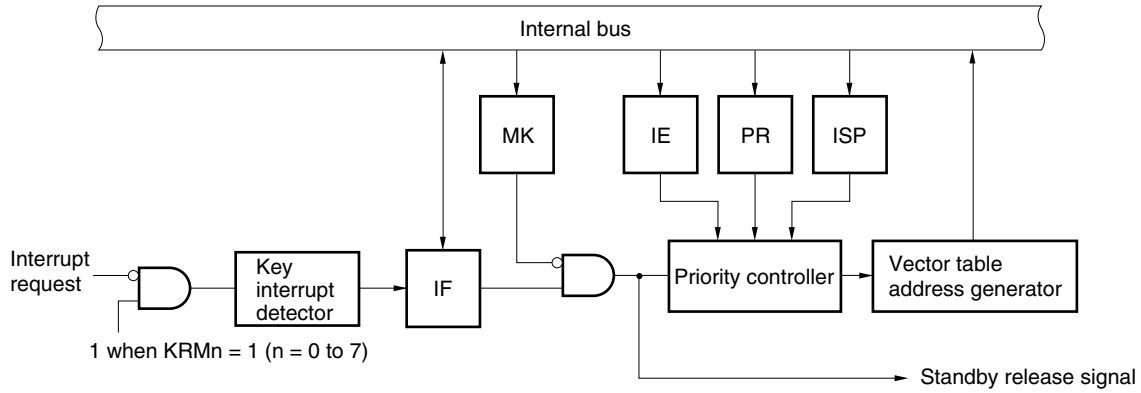 Internal bus
MK
IE
PR
ISP
Interrupt
request
Key
interrupt
detector
IF
Priority controller
Vector table
address generator
1 when KRMn = 1 (n = 0 to 7)
Standby release signal